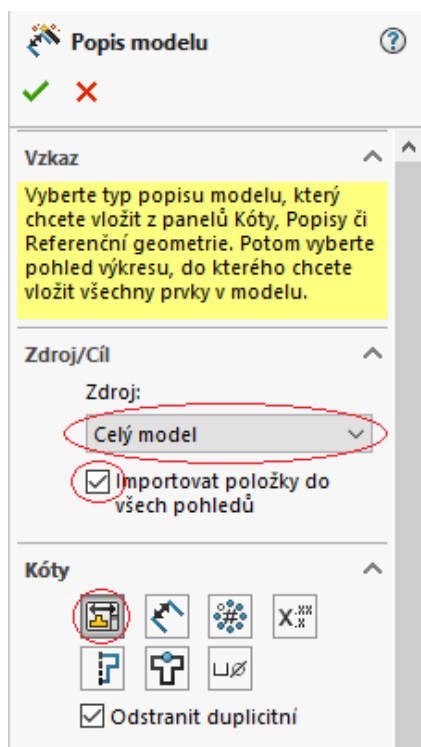 Popis modelu
Vzkaz
Vyberte typ popisu modelu, který
chcete vložit z panelů Kóty, Popisy či
Referenční geometrie. Potom vyberte
pohled výkresu, do kterého chcete
vložit všechny prvky v modelu.
Zdroj/Cíl
Zdroj:
Celý model
Importovat položky do
všech pohledů
Kóty
Odstranit duplicitní